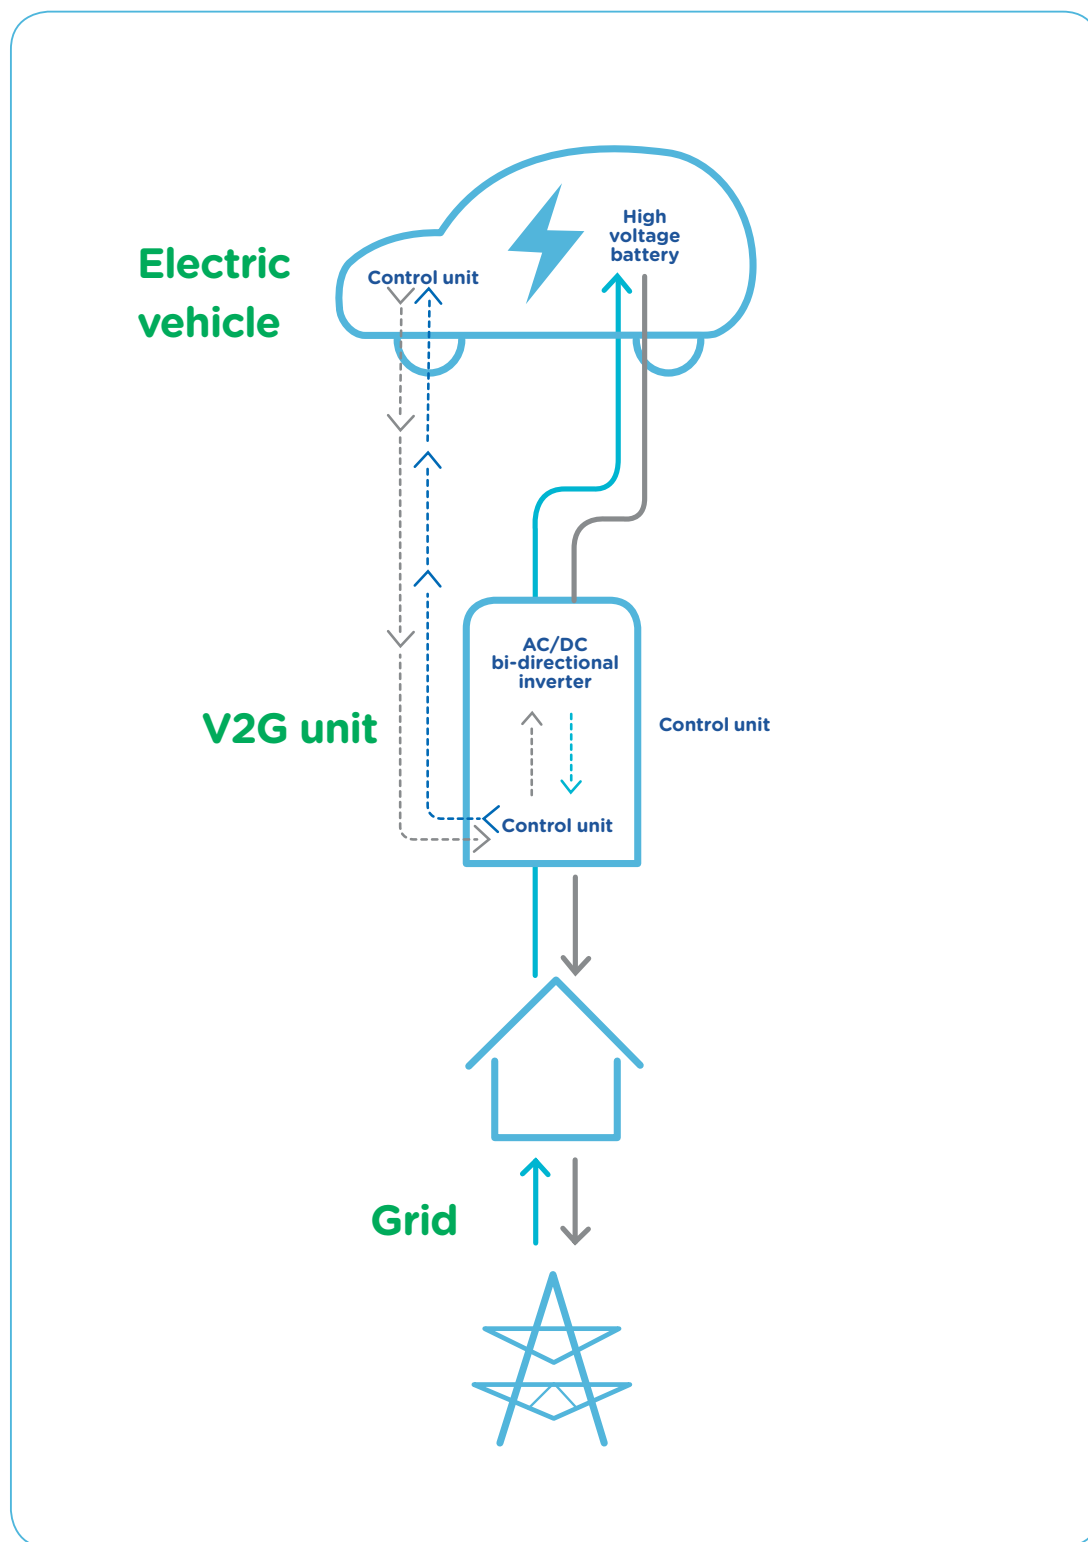 High
voltage
battery
Electric
vehicle
Control unit
AC/DC
bi-directional
inverter
V2G unit
Control unit
Control unit
Grid